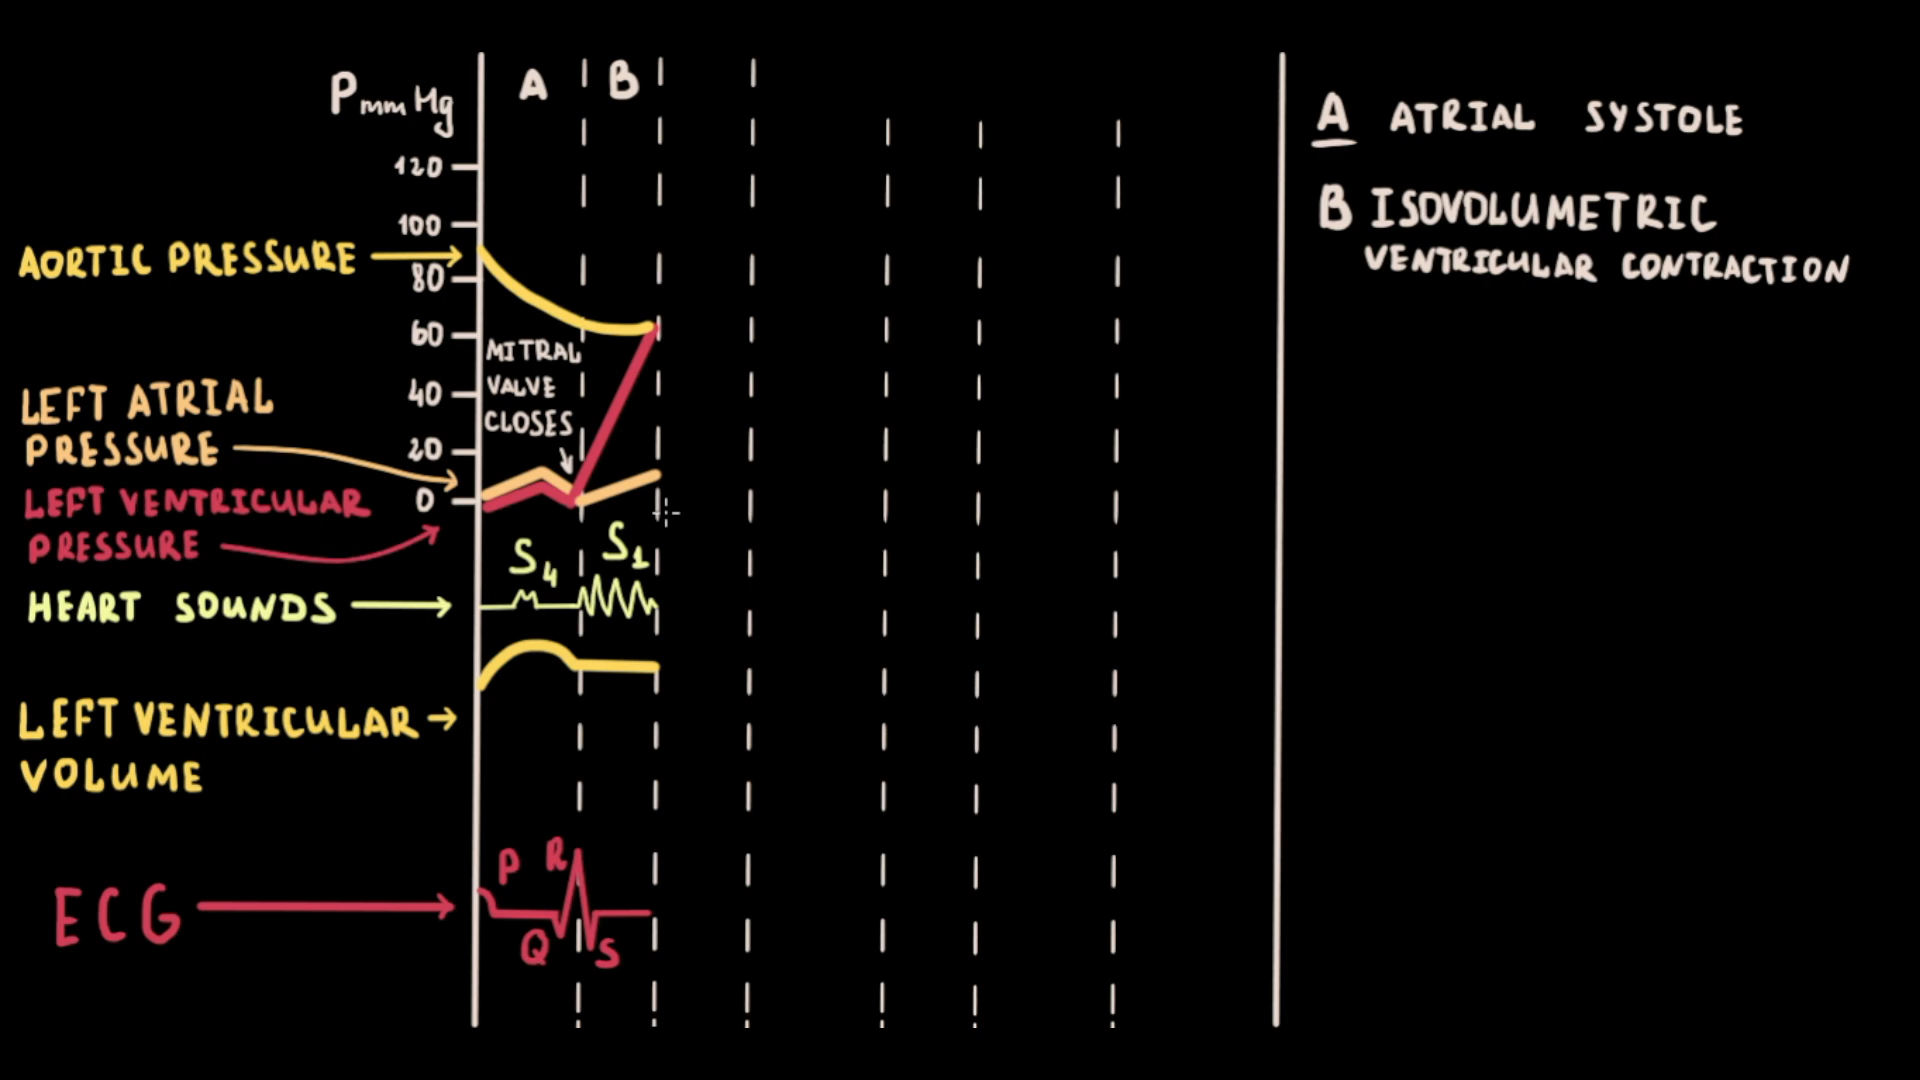 A B
P mm Hg
120
100
AORTIC PRESSURE
80
60
MITRAL
VALVE
CLOSES
LEFT ATRIAL
PRESSURE
40
20
0
LEFT VENTRICULAR
PRESSURE
S4 S1
HEART SOUNDS
LEFT VENTRICULAR
VOLUME
P R
ECG
Q S
A ATRIAL SYSTOLE
B ISOVOLUMETRIC
VENTRICULAR CONTRACTION